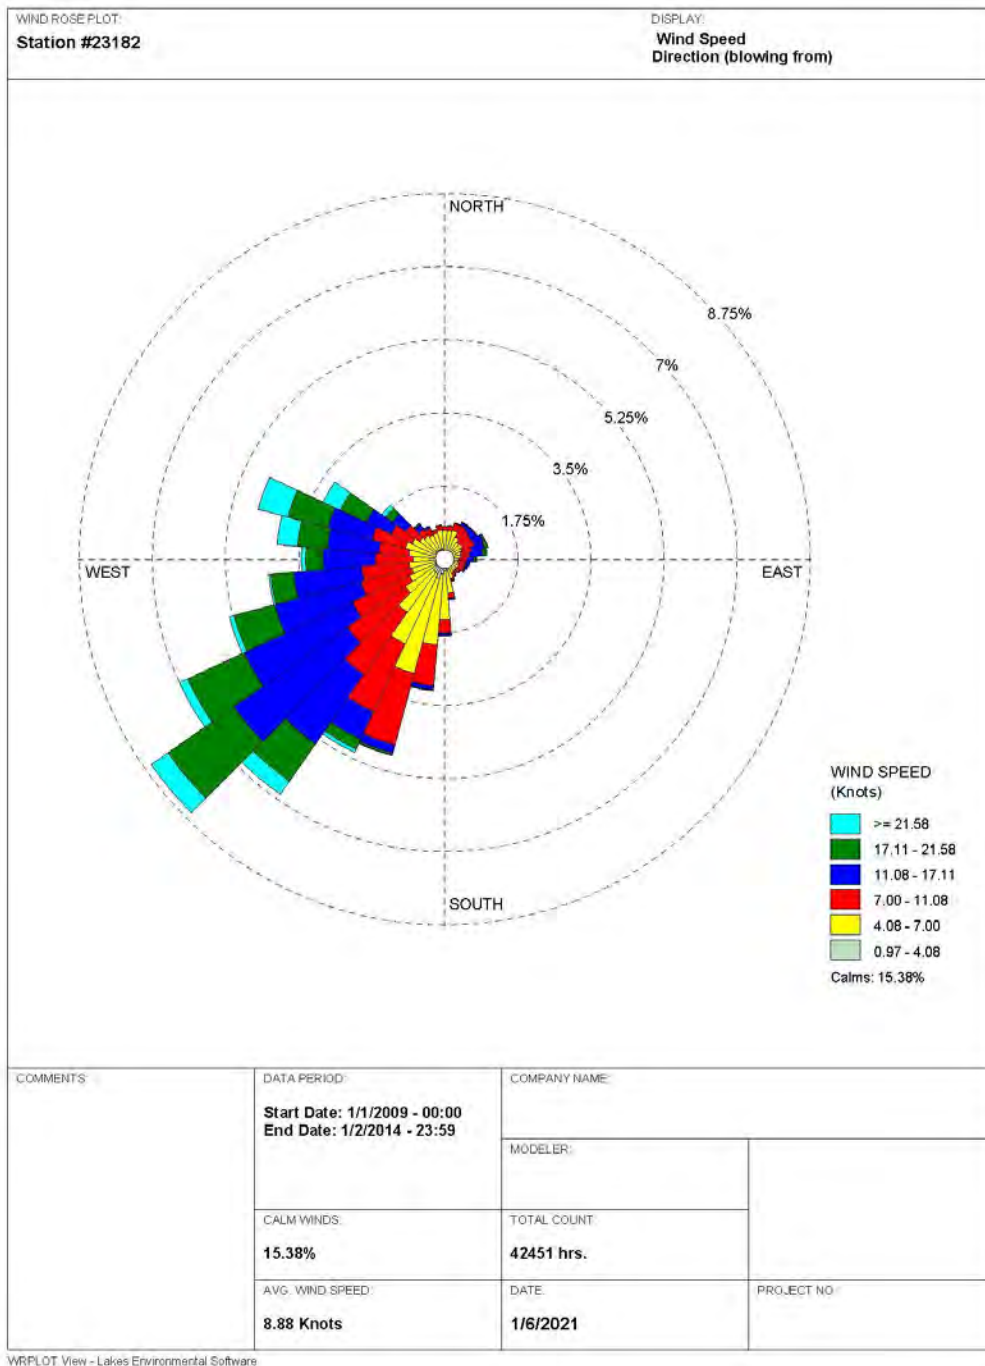 WIND ROSE PLOT:
Station #23182
DISPLAY:
Wind Speed
Direction (blowing from)
NORTH
8.75%
7%
5.25%
3.5%
1.75%
WEST
EAST
SOUTH
WIND SPEED
(Knots)
>= 21.58
17.11 - 21.58
11.08 - 17.11
7.00 - 11.08
4.08 - 7.00
0.97 - 4.08
Calms: 15.38%
COMMENTS:
DATA PERIOD:
Start Date: 1/1/2009 - 00:00
End Date: 1/2/2014 - 23:59
COMPANY NAME:
MODELER:
CALM WINDS:
15.38%
TOTAL COUNT:
42451 hrs.
AVG. WIND SPEED:
8.88 Knots
DATE:
1/6/2021
PROJECT NO.:
WRPLOT View - Lakes Environmental Software